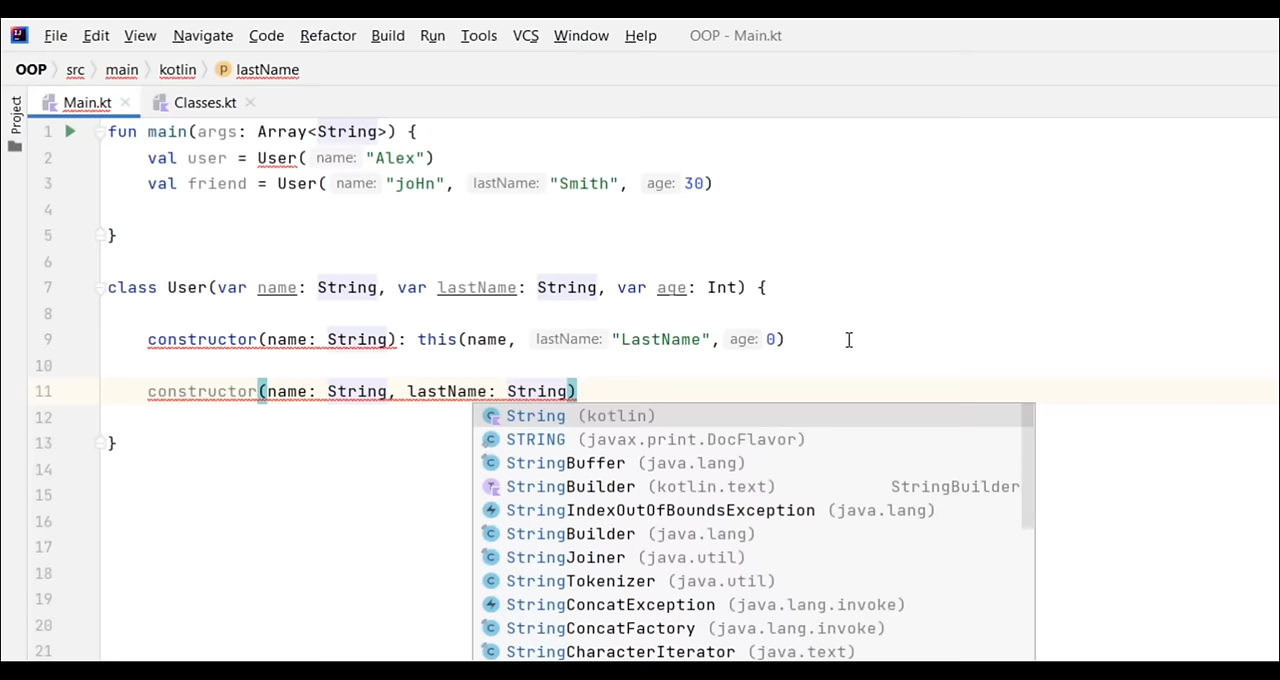 File Edit View Navigate Code Refactor Build Run Tools VCS Window Help OOP - Main.kt
OOP src main kotlin lastName
Project
Main.kt Classes.kt
1 fun main(args: Array<String>) {
2 val user = User( name: "Alex")
3 val friend = User( name: "joHn", lastName: "Smith", age: 30)
4
5 }
6
7 class User(var name: String, var lastName: String, var age: Int) {
8
9 constructor(name: String): this(name, lastName: "LastName", age: 0)
10
11 constructor(name: String, lastName: String)
12
13 }
14
15
16
17
18
19
20
21
String (kotlin)
STRING (javax.print.DocFlavor)
StringBuffer (java.lang)
StringBuilder (kotlin.text) StringBuilder
StringIndexOutOfBoundsException (java.lang)
StringBuilder (java.lang)
StringJoiner (java.util)
StringTokenizer (java.util)
StringConcatException (java.lang.invoke)
StringConcatFactory (java.lang.invoke)
StringCharacterIterator (java.text)